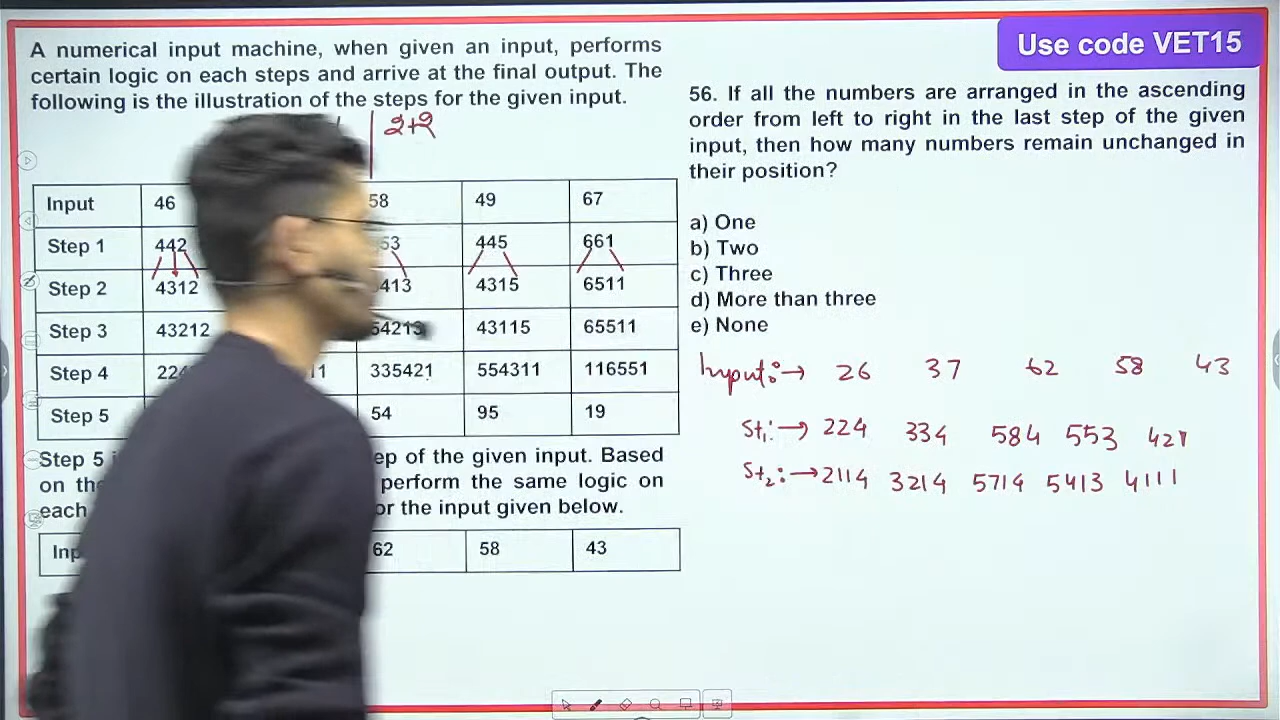 Use code VET15
A numerical input machine, when given an input, performs
certain logic on each steps and arrive at the final output. The
following is the illustration of the steps for the given input.
2+2
Input 46 58 49 67
Step 1 442 53 445 661
Step 2 4312 413 4315 6511
Step 3 43212 54213 43115 65511
Step 4 335421 554311 116551
Step 5 54 95 19
Step 5 ep of the given input. Based
on perform the same logic on
each or the input given below.
62 58 43
56. If all the numbers are arranged in the ascending
order from left to right in the last step of the given
input, then how many numbers remain unchanged in
their position?
a) One
b) Two
c) Three
d) More than three
e) None
Input:→ 26 37 62 58 43
St1:→ 224 334 584 553 421
St2:→ 2114 3214 5714 5413 4111